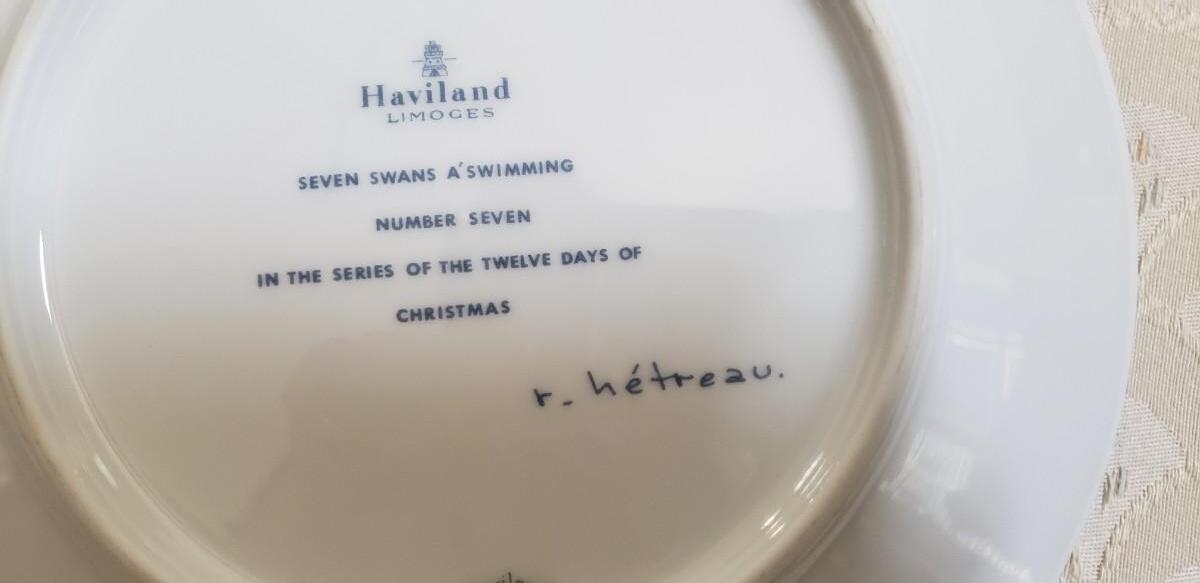 Haviland
LIMOGES
SEVEN SWANS A'SWIMMING
NUMBER SEVEN
IN THE SERIES OF THE TWELVE DAYS OF
CHRISTMAS
r. hétreau.